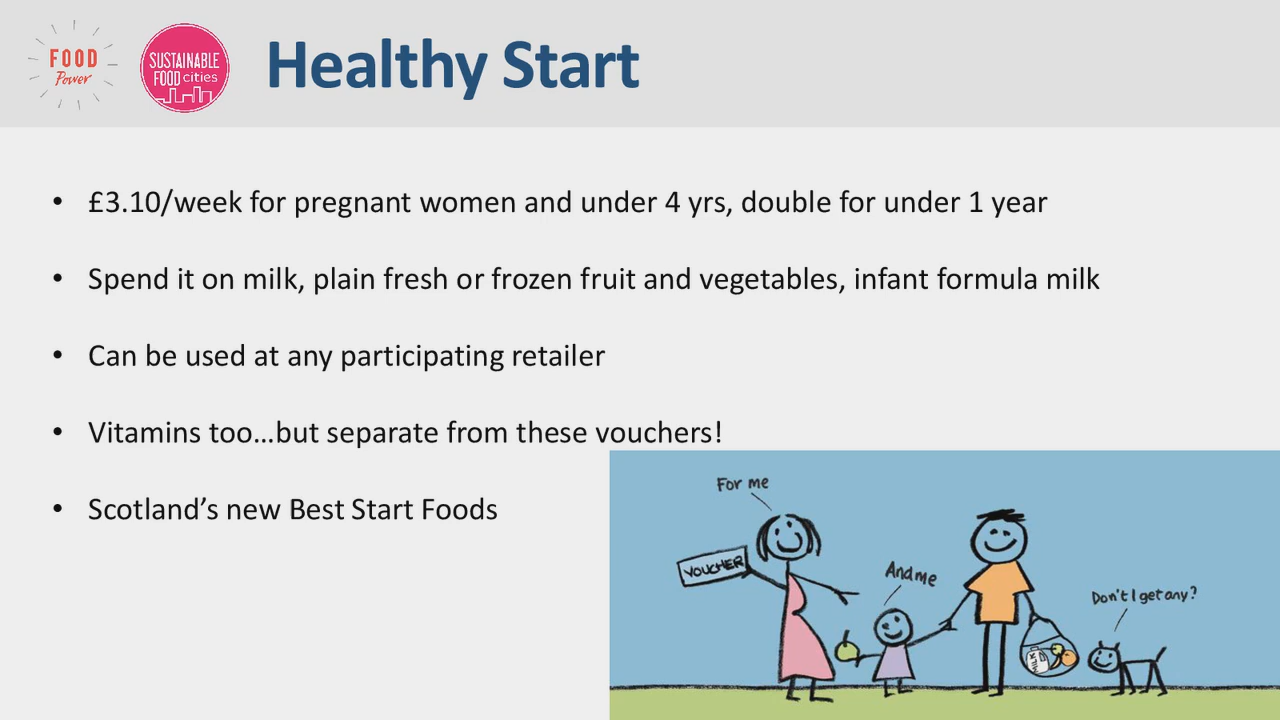 FOOD
Power
SUSTAINABLE
FOOD cities
Healthy Start
• £3.10/week for pregnant women and under 4 yrs, double for under 1 year
• Spend it on milk, plain fresh or frozen fruit and vegetables, infant formula milk
• Can be used at any participating retailer
• Vitamins too…but separate from these vouchers!
• Scotland’s new Best Start Foods
For me
VOUCHER
And me
Don't I get any?
MILK